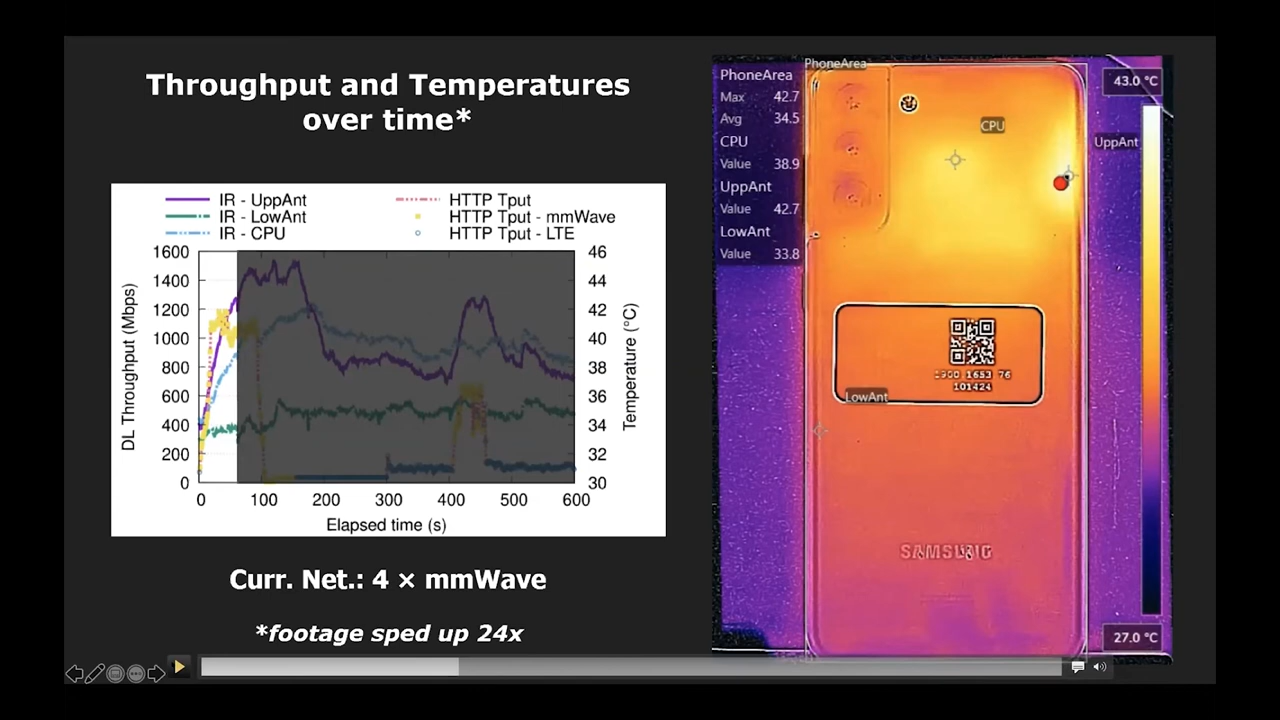 Throughput and Temperatures
over time*
IR - UppAnt
IR - LowAnt
IR - CPU
HTTP Tput
HTTP Tput - mmWave
HTTP Tput - LTE
DL Throughput (Mbps)
1600
1400
1200
1000
800
600
400
200
0
46
44
42
40
38
36
34
32
30
Temperature (°C)
0 100 200 300 400 500 600
Elapsed time (s)
Curr. Net.: 4 × mmWave
*footage sped up 24x
PhoneArea
Max 42.7
Avg 34.5
CPU
Value 38.9
UppAnt
Value 42.7
LowAnt
Value 33.8
PhoneArea
CPU
UppAnt
43.0 °C
1900 1653 76
101424
LowAnt
SAMSUNG
27.0 °C